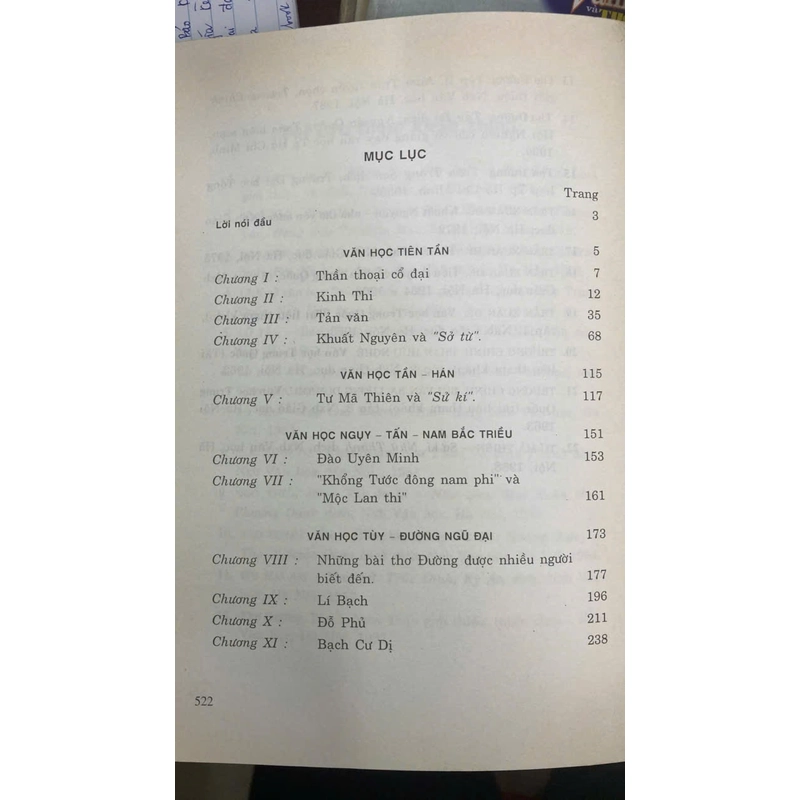 MỤC LỤC
Trang
Lời nói đầu 3
VĂN HỌC TIÊN TẦN 5
Chương I : Thần thoại cổ đại 7
Chương II : Kinh Thi 12
Chương III : Tản văn 35
Chương IV : Khuất Nguyên và "Sở từ". 68
VĂN HỌC TẦN – HÁN 115
Chương V : Tư Mã Thiên và "Sử kí". 117
VĂN HỌC NGỤY – TẤN – NAM BẮC TRIỀU 151
Chương VI : Đào Uyên Minh 153
Chương VII : "Khổng Tước đông nam phi" và
"Mộc Lan thi" 161
VĂN HỌC TÙY – ĐƯỜNG NGŨ ĐẠI 173
Chương VIII : Những bài thơ Đường được nhiều người
biết đến. 177
Chương IX : Lí Bạch 196
Chương X : Đỗ Phủ 211
Chương XI : Bạch Cư Dị 238
522